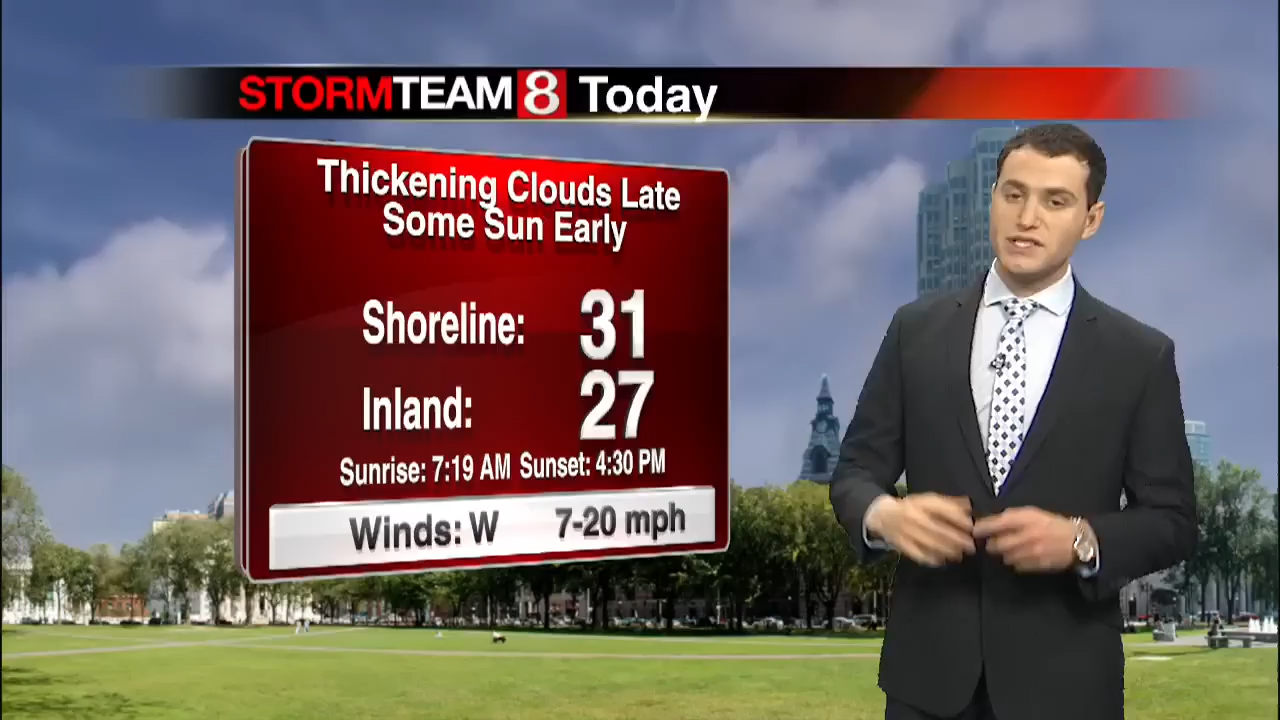 STORMTEAM 8 Today
Thickening Clouds Late
Some Sun Early
Shoreline: 31
Inland: 27
Sunrise: 7:19 AM Sunset: 4:30 PM
Winds: W 7-20 mph